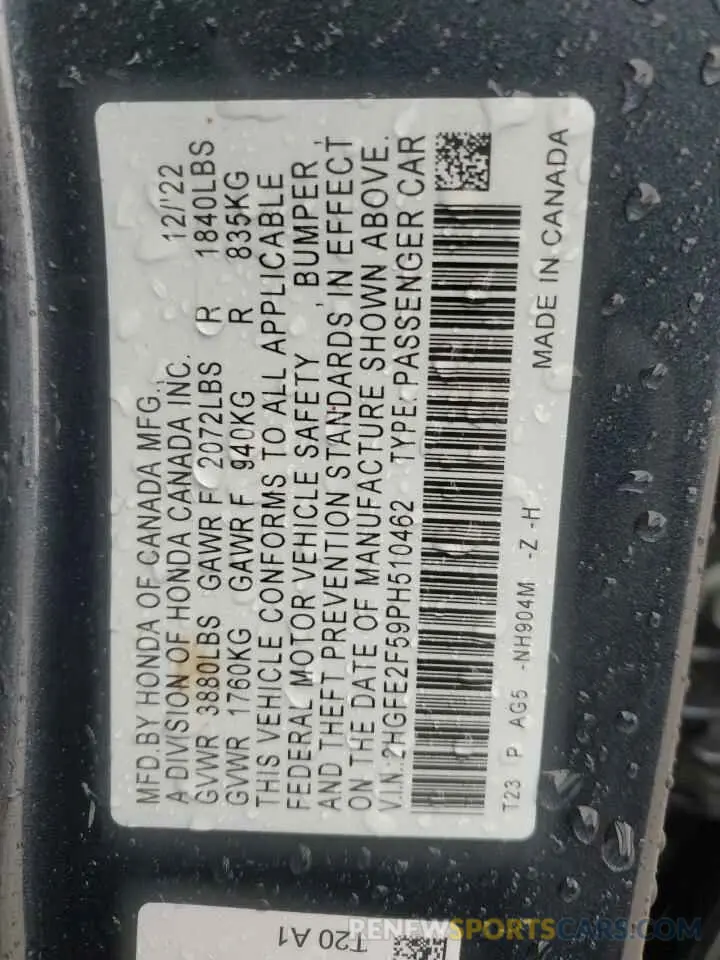 MFD.BY HONDA OF CANADA MFG.,
A DIVISION OF HONDA CANADA INC. 12/'22
GVWR 3880LBS GAWR F 2072LBS R 1840LBS
GVWR 1760KG GAWR F 940KG R 835KG
THIS VEHICLE CONFORMS TO ALL APPLICABLE
FEDERAL MOTOR VEHICLE SAFETY , BUMPER ,
AND THEFT PREVENTION STANDARDS IN EFFECT
ON THE DATE OF MANUFACTURE SHOWN ABOVE.
V.I.N.:2HGFE2F59PH510462 TYPE:PASSENGER CAR
T23 P AG5 -NH904M -Z -H MADE IN CANADA
T20 A1
RENEWSPORTSCARS.COM